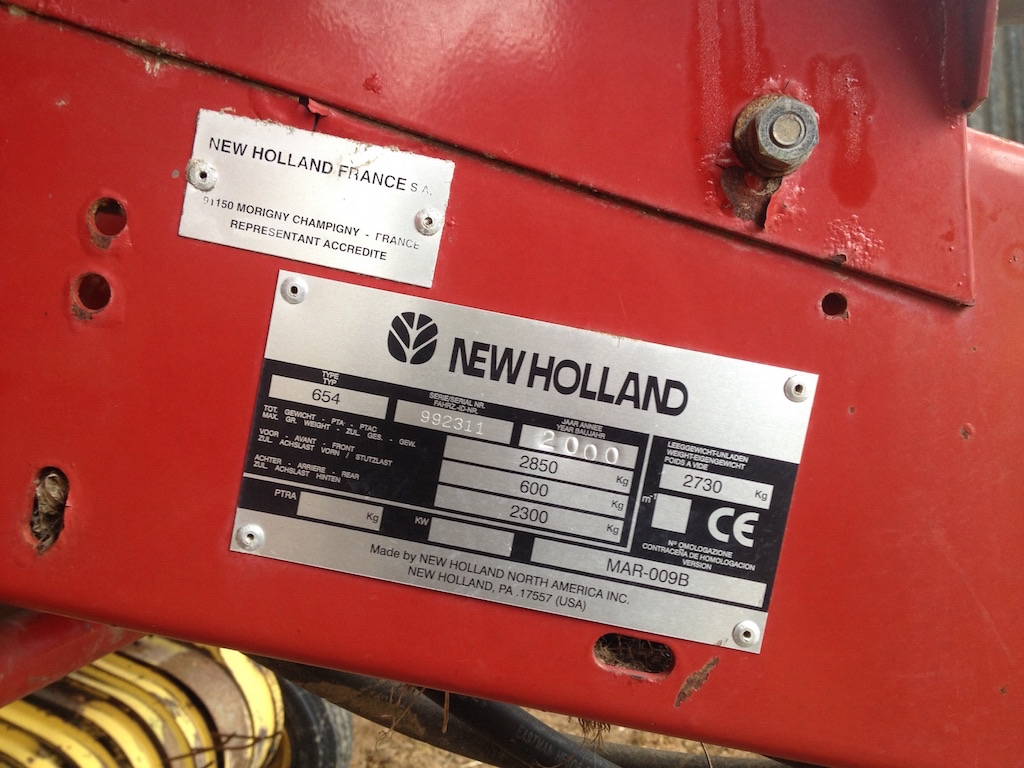 NEW HOLLAND FRANCE S.A.
91150 MORIGNY CHAMPIGNY - FRANCE
REPRESENTANT ACCREDITE
NEW HOLLAND
TYPE
TYP
654
SERIE/SERIAL NR.
FAHRZ.-ID-NR.
992311
JAAR ANNEE
YEAR BAUJAHR
2000
TOT. GEWICHT - PTA - PTAC
MAX. GR. WEIGHT - ZUL. GES. - GEW.
2850 Kg
VOOR - AVANT - FRONT
ZUL. ACHSLAST VORN / STUTZLAST
600 Kg
ACHTER - ARRIERE - REAR
ZUL. ACHSLAST HINTEN
2300 Kg
PTRA Kg
KW
LEEGGEWICHT-UNLADEN
WEIGHT-EIGENGEWICHT
POIDS A VIDE
2730 Kg
m⁻¹
CE
Nº OMOLOGAZIONE
CONTRACEÑA DE HOMOLOGACION
VERSION
MAR-009B
Made by NEW HOLLAND NORTH AMERICA INC.
NEW HOLLAND, PA .17557 (USA)